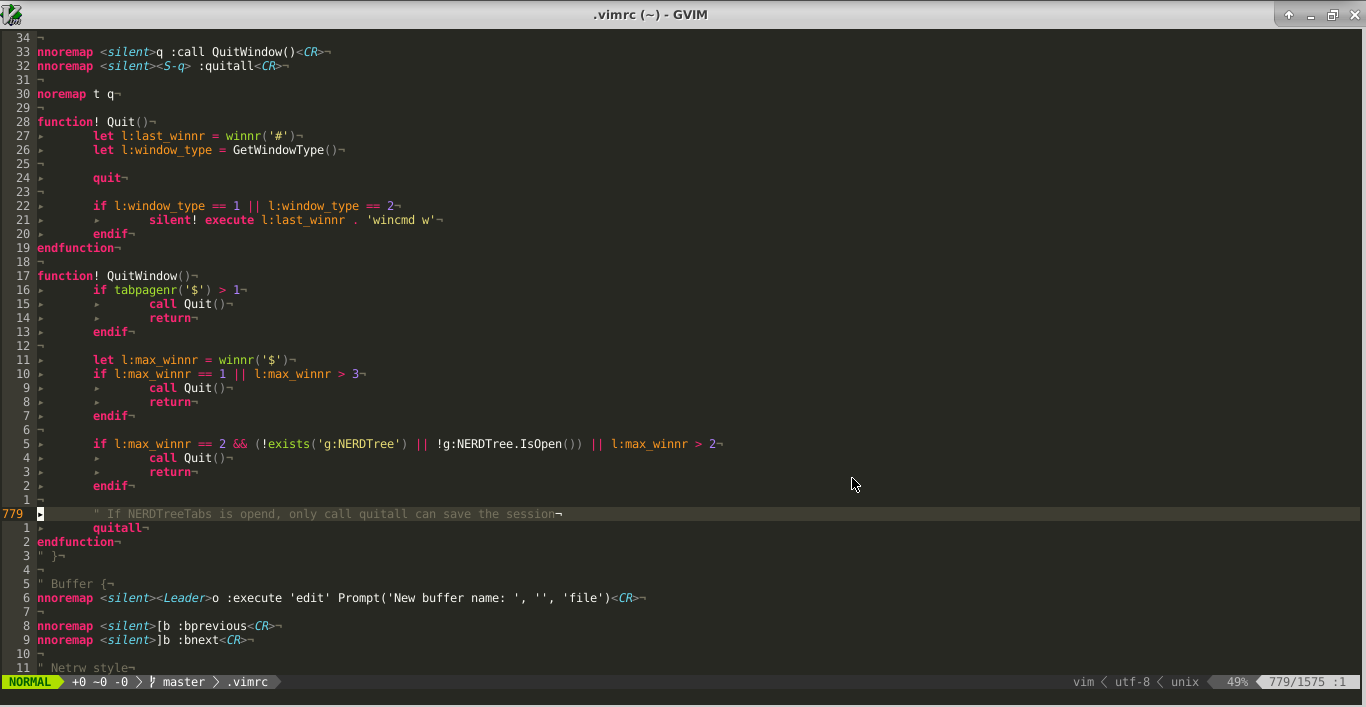 .vimrc (~) - GVIM
34 ¬
33 nnoremap <silent>q :call QuitWindow()<CR>¬
32 nnoremap <silent><S-q> :quitall<CR>¬
31 ¬
30 noremap t q¬
29 ¬
28 function! Quit()¬
27 ▸       let l:last_winnr = winnr('#')¬
26 ▸       let l:window_type = GetWindowType()¬
25 ¬
24 ▸       quit¬
23 ¬
22 ▸       if l:window_type == 1 || l:window_type == 2¬
21 ▸       ▸       silent! execute l:last_winnr . 'wincmd w'¬
20 ▸       endif¬
19 endfunction¬
18 ¬
17 function! QuitWindow()¬
16 ▸       if tabpagenr('$') > 1¬
15 ▸       ▸       call Quit()¬
14 ▸       ▸       return¬
13 ▸       endif¬
12 ¬
11 ▸       let l:max_winnr = winnr('$')¬
10 ▸       if l:max_winnr == 1 || l:max_winnr > 3¬
9 ▸       ▸       call Quit()¬
8 ▸       ▸       return¬
7 ▸       endif¬
6 ¬
5 ▸       if l:max_winnr == 2 && (!exists('g:NERDTree') || !g:NERDTree.IsOpen()) || l:max_winnr > 2¬
4 ▸       ▸       call Quit()¬
3 ▸       ▸       return¬
2 ▸       endif¬
1 ¬
779 ▸       " If NERDTreeTabs is opend, only call quitall can save the session¬
1 ▸       quitall¬
2 endfunction¬
3 " }¬
4 ¬
5 " Buffer {¬
6 nnoremap <silent><Leader>o :execute 'edit' Prompt('New buffer name: ', '', 'file')<CR>¬
7 ¬
8 nnoremap <silent>[b :bprevious<CR>¬
9 nnoremap <silent>]b :bnext<CR>¬
10 ¬
11 " Netrw style¬
NORMAL +0 ~0 -0 master .vimrc vim utf-8 unix 49% 779/1575 :1